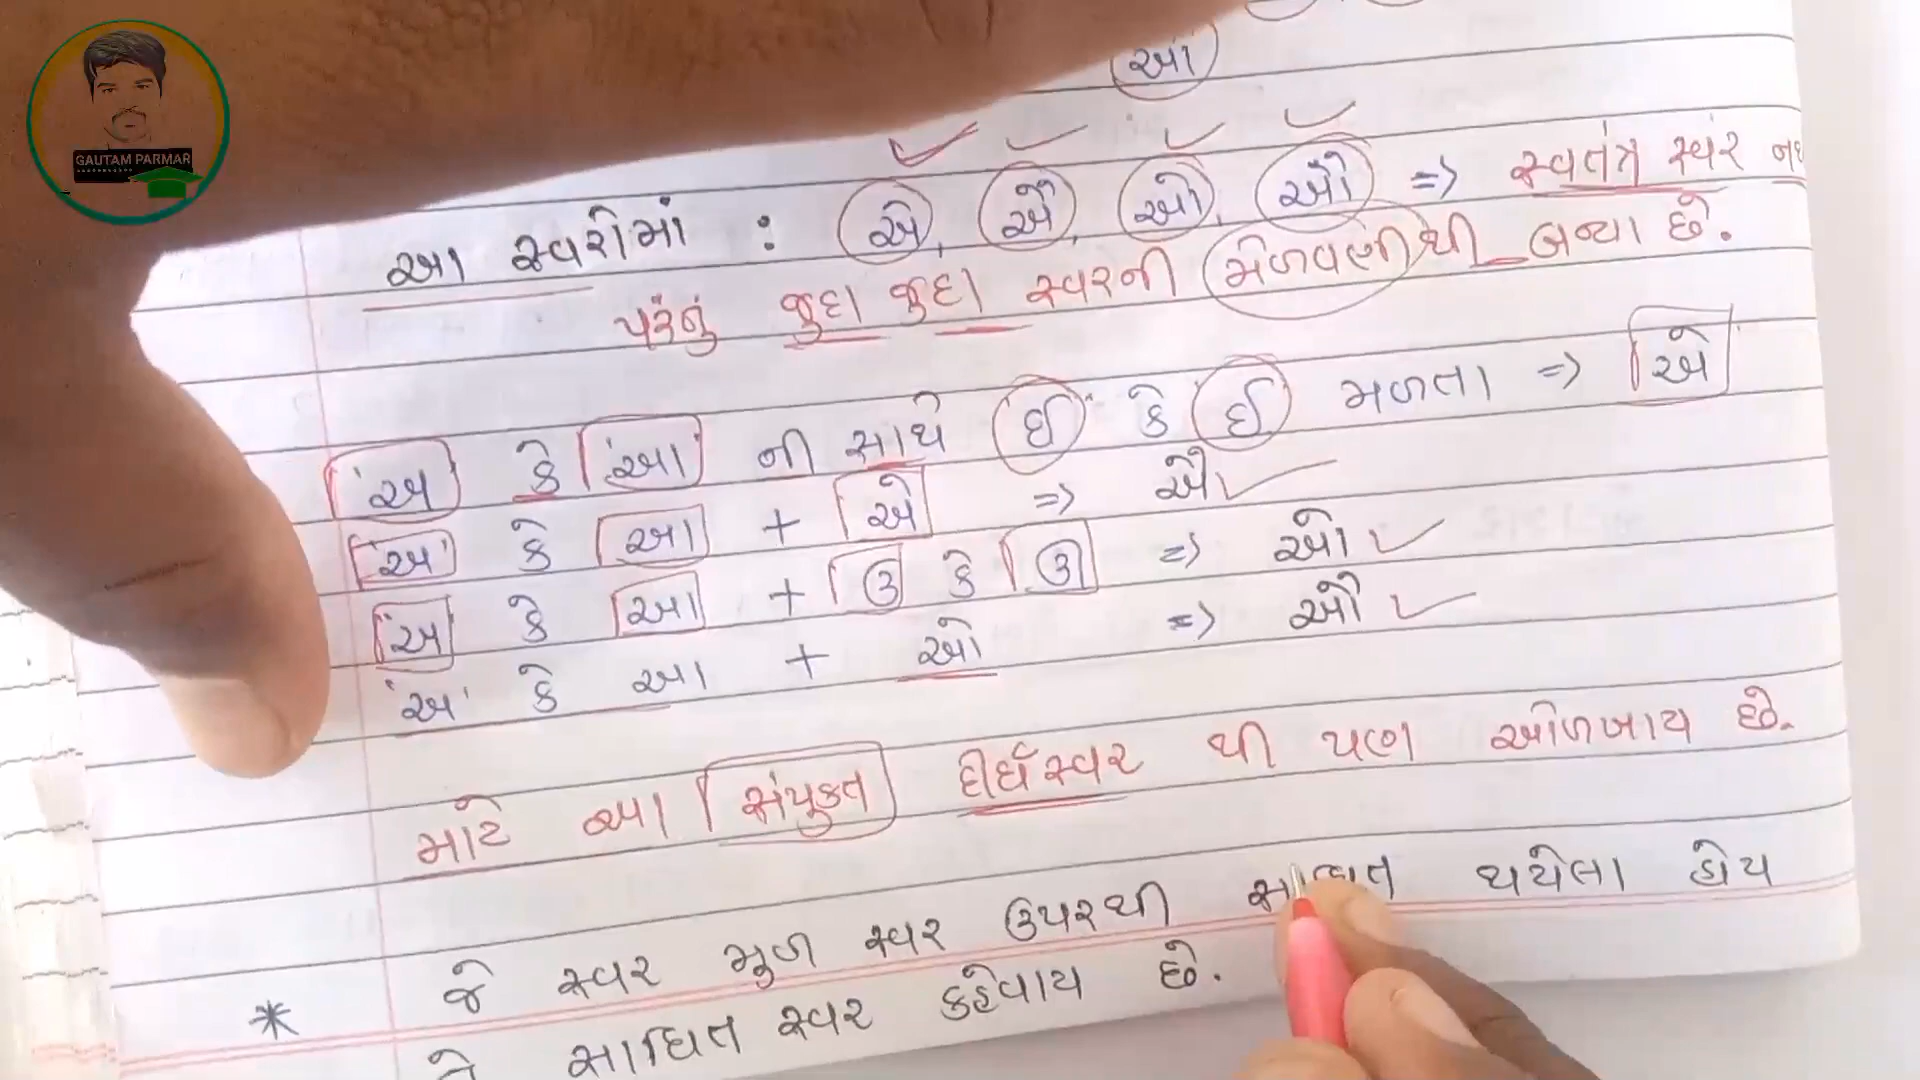 GAUTAM PARMAR
આ
આ સ્વરોમાં : એ, ઐ, ઓ, ઔ => સ્વતંત્ર સ્વર
પરંતુ જુદા જુદા સ્વરની મેળવણીથી બન્યા છે.
'અ' કે 'આ' ની સાથે ઈ કે ઈ મળતા => એ
'અ' કે આ + એ => ઐ
'અ' કે આ + ઉ કે ઊ => ઓ
'અ' કે આ + ઓ => ઔ
માટે આ સંયુક્ત દીર્ઘસ્વર થી પણ ઓળખાય છે.
* જે સ્વર મુળ સ્વર ઉપરથી સાધિત થયેલા હોય
તે સાધિત સ્વર કહેવાય છે.